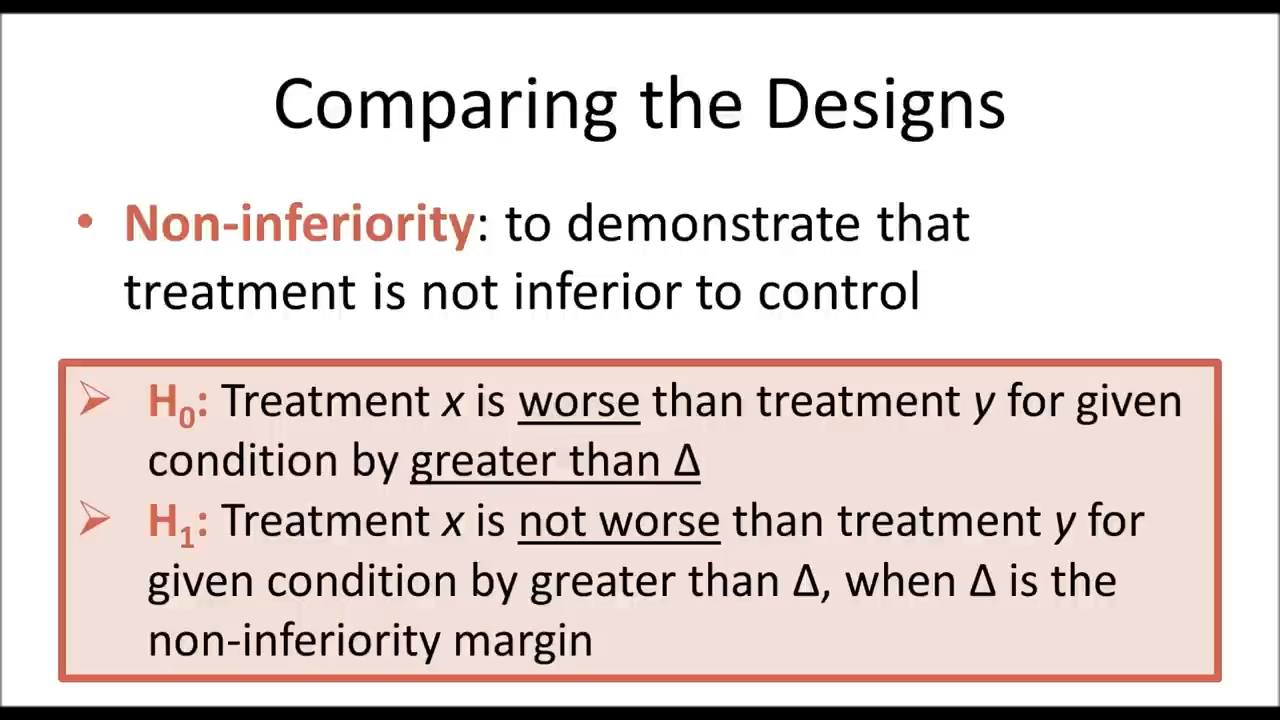 Comparing the Designs
• Non-inferiority: to demonstrate that
treatment is not inferior to control
➢ H₀: Treatment x is worse than treatment y for given
condition by greater than Δ
➢ H₁: Treatment x is not worse than treatment y for
given condition by greater than Δ, when Δ is the
non-inferiority margin